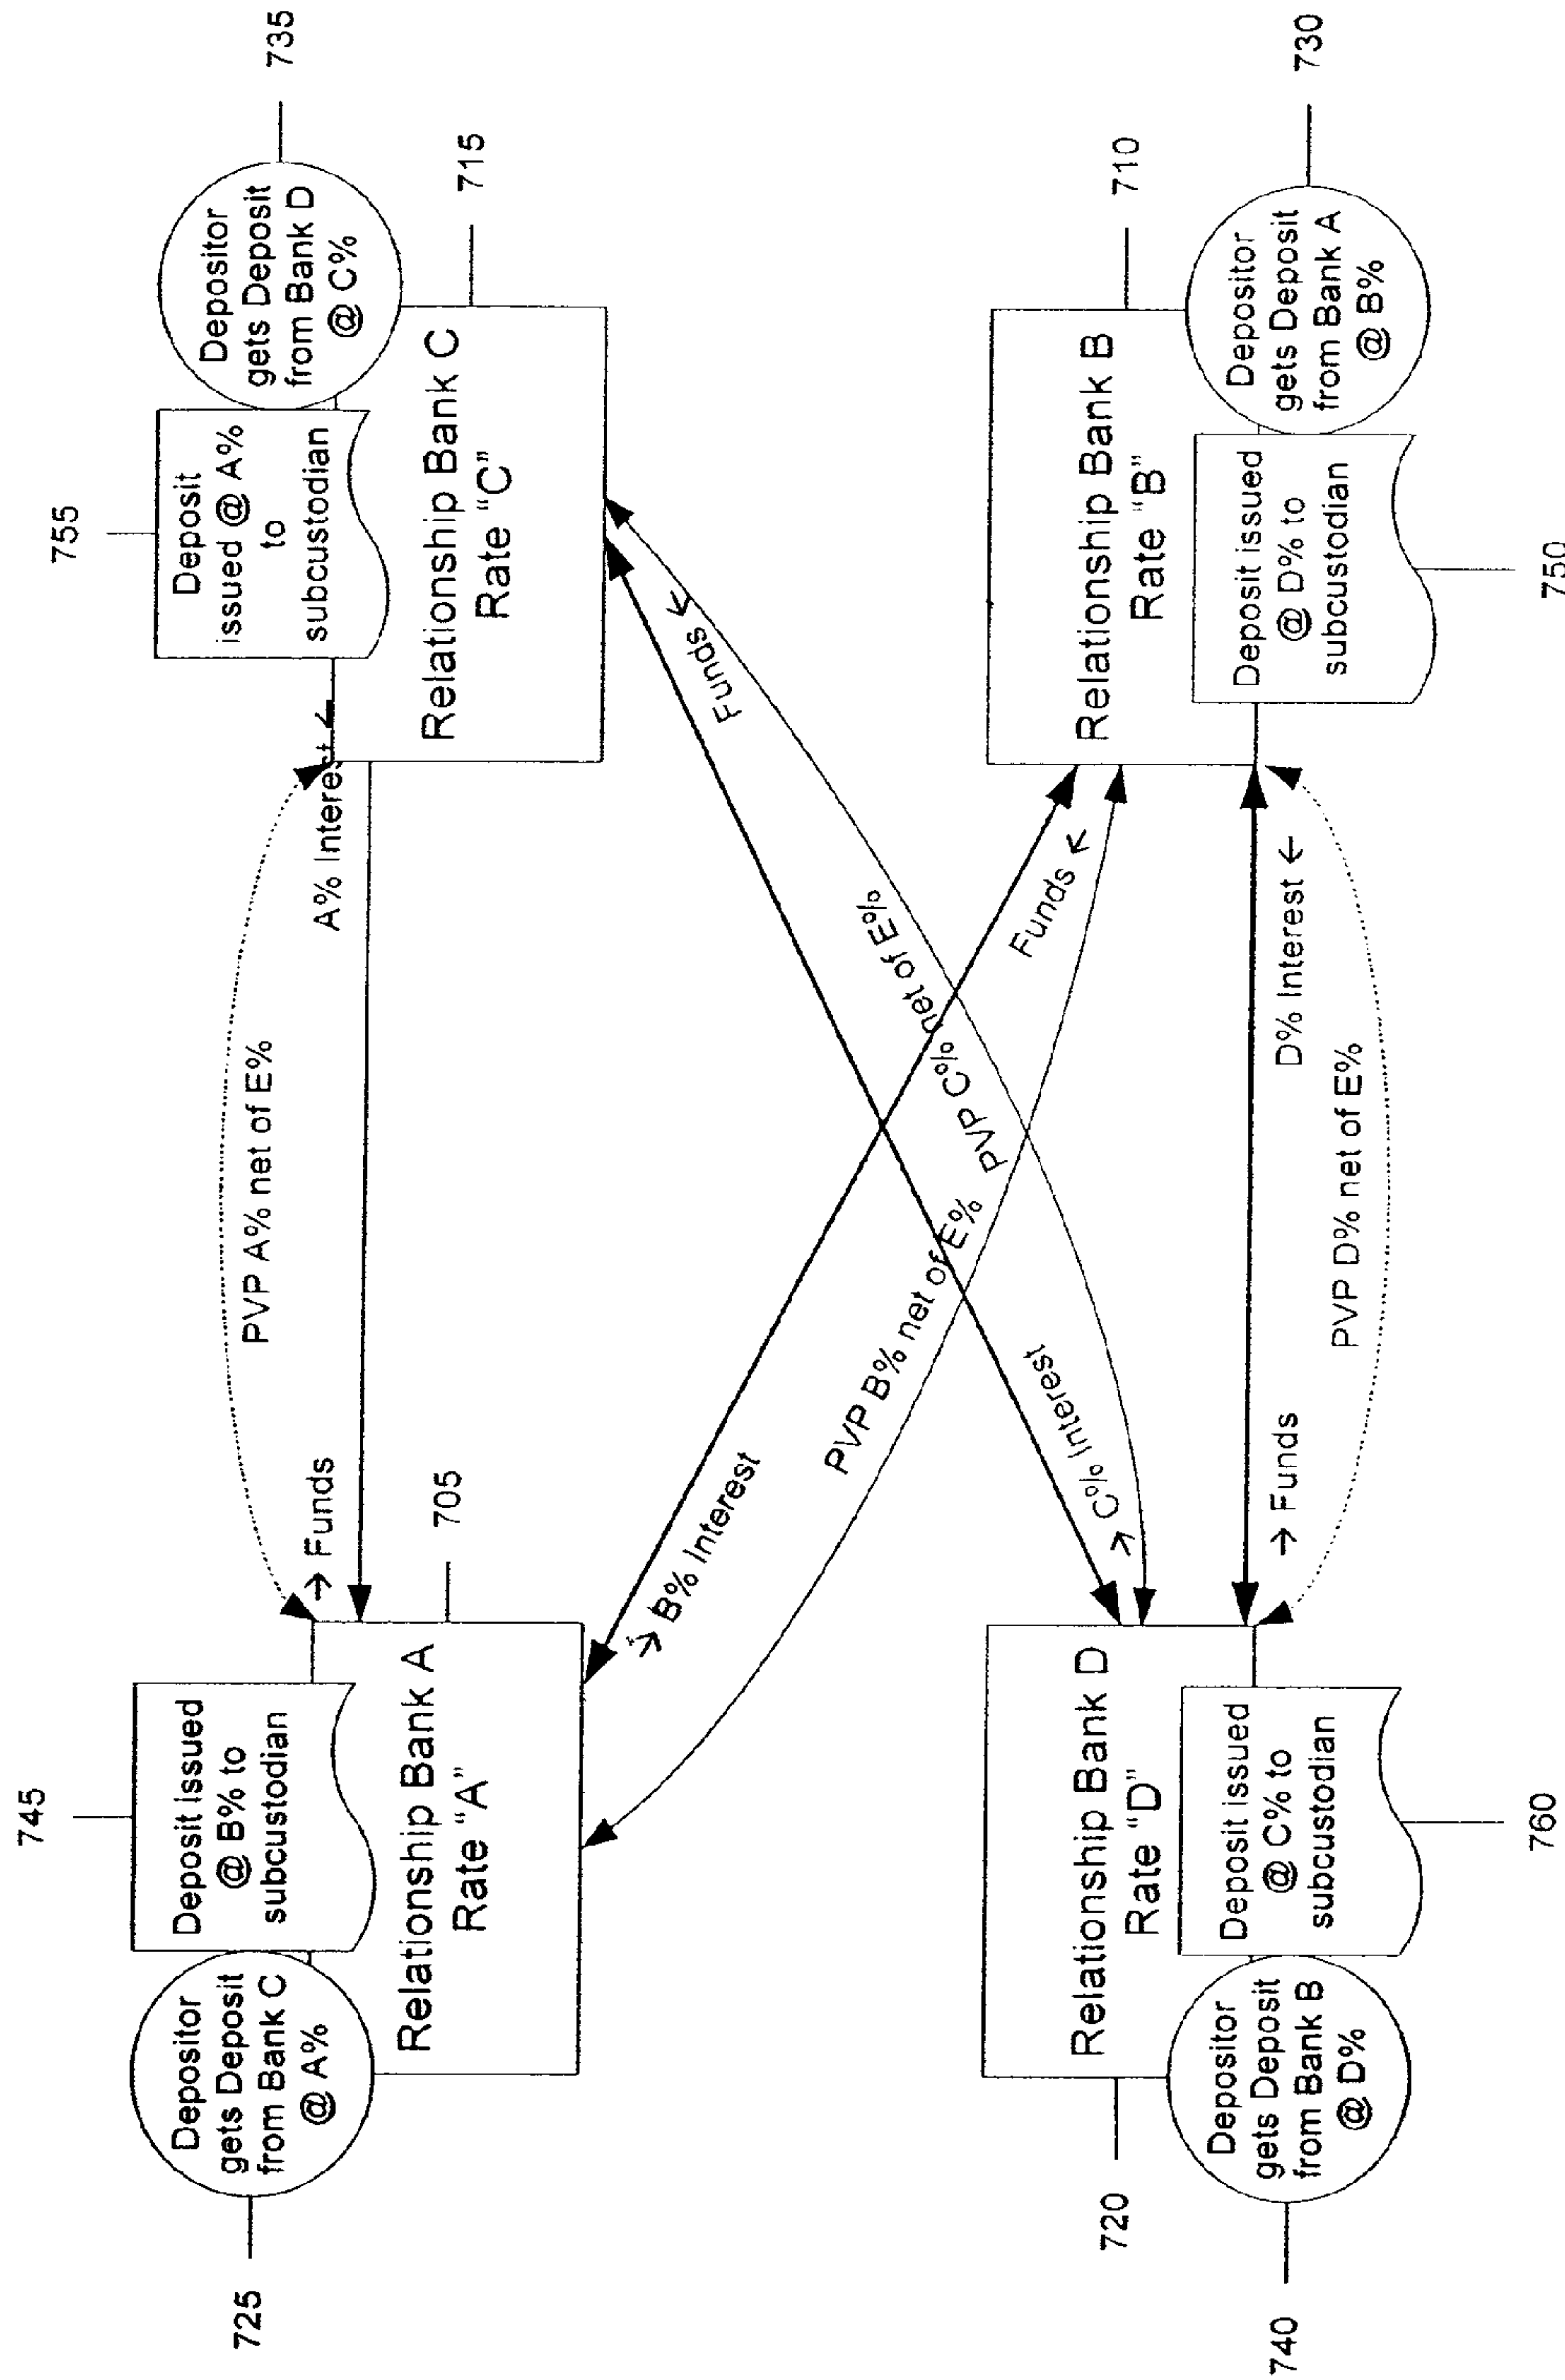 745
755
Depositor
gets Deposit
from Bank C
@ A%
Deposit issued
@ B% to
subcustodian
725
Relationship Bank A
Rate "A"
705
→ Funds
PVP A% net of E%
A% Interest ←
Deposit
issued @ A%
to
subcustodian
Depositor
gets Deposit
from Bank D
@ C%
735
Relationship Bank C
Rate "C"
715
→ B% Interest
PVP B% net of E%
Funds ←
→ C% Interest
PVP C% net of E%
Funds ←
720
Relationship Bank D
Rate "D"
Relationship Bank B
Rate "B"
710
Depositor
gets Deposit
from Bank B
@ D%
740
Deposit issued
@ C% to
subcustodian
→ Funds
D% Interest ←
PVP D% net of E%
Deposit issued
@ D% to
subcustodian
Depositor
gets Deposit
from Bank A
@ B%
730
760
750